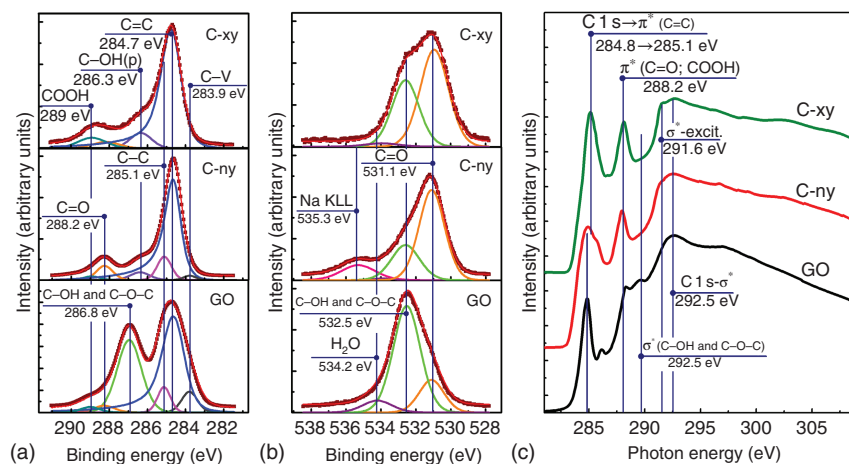 C=C
284.7 eV
C-xy
C–OH(p)
286.3 eV
COOH
289 eV
C–V
283.9 eV
C–C
285.1 eV
C-ny
C=O
288.2 eV
C–OH and C–O–C
286.8 eV
GO
Intensity (arbitrary units)
290 288 286 284 282
Binding energy (eV)
(a)
C-xy
C=O
531.1 eV
C-ny
Na KLL
535.3 eV
C–OH and C–O–C
532.5 eV
GO
H2O
534.2 eV
Intensity (arbitrary units)
538 536 534 532 530 528
Binding energy (eV)
(b)
C 1s→π* (C=C)
284.8→285.1 eV
π* (C=O; COOH)
288.2 eV
C-xy
σ*-excit.
291.6 eV
C-ny
GO
C 1s-σ*
292.5 eV
σ* (C–OH and C–O–C)
292.5 eV
Intensity (arbitrary units)
285 290 295 300 305
Photon energy (eV)
(c)